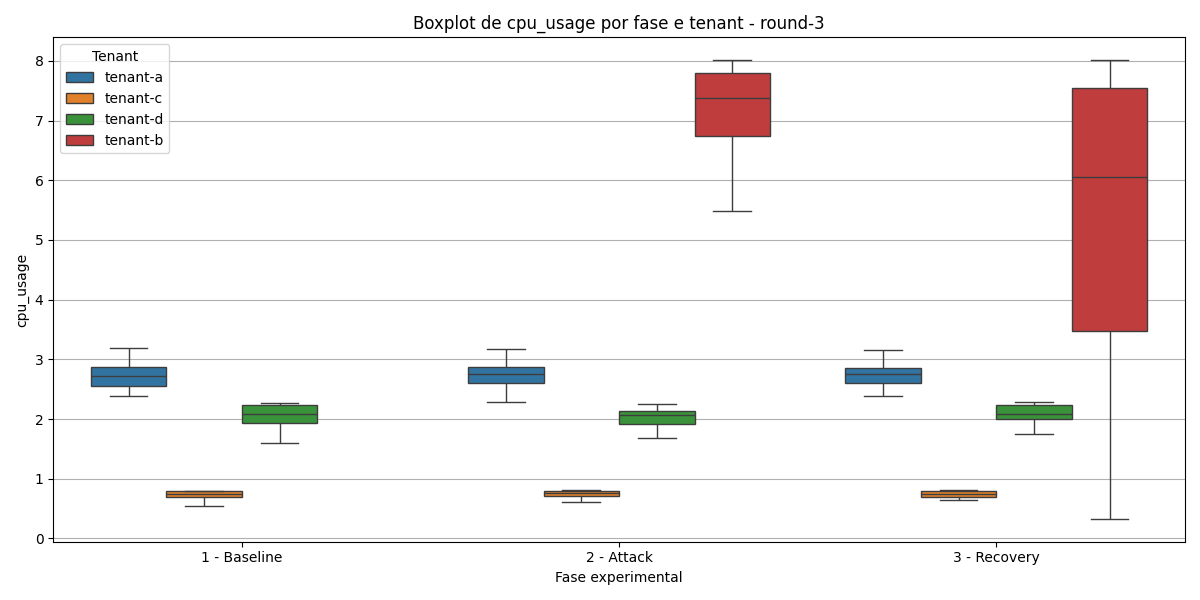 Boxplot de cpu_usage por fase e tenant - round-3
Tenant
tenant-a
tenant-c
tenant-d
tenant-b
cpu_usage
8
7
6
5
4
3
2
1
0
1 - Baseline
2 - Attack
3 - Recovery
Fase experimental